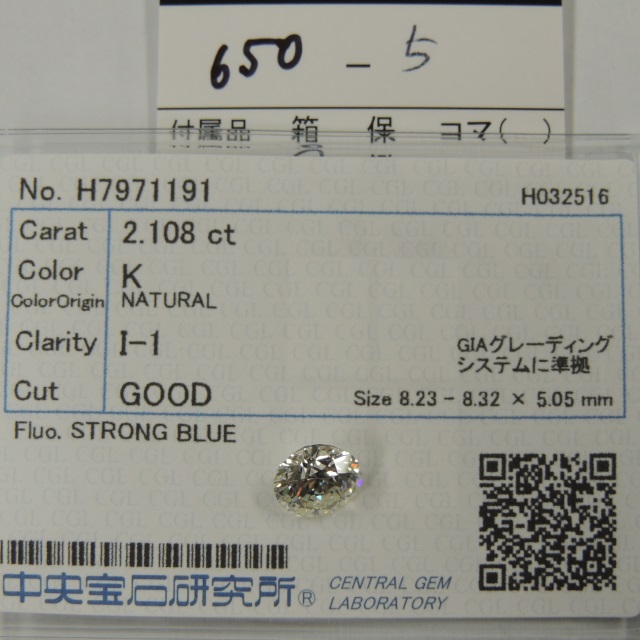 650 - 5
付属品 箱 保 コマ( )
No. H7971191 H032516
Carat 2.108 ct
Color K
ColorOrigin NATURAL
Clarity I-1
GIAグレーディング
システムに準拠
Cut GOOD Size 8.23 - 8.32 × 5.05 mm
Fluo. STRONG BLUE
中央宝石研究所® CENTRAL GEM
LABORATORY